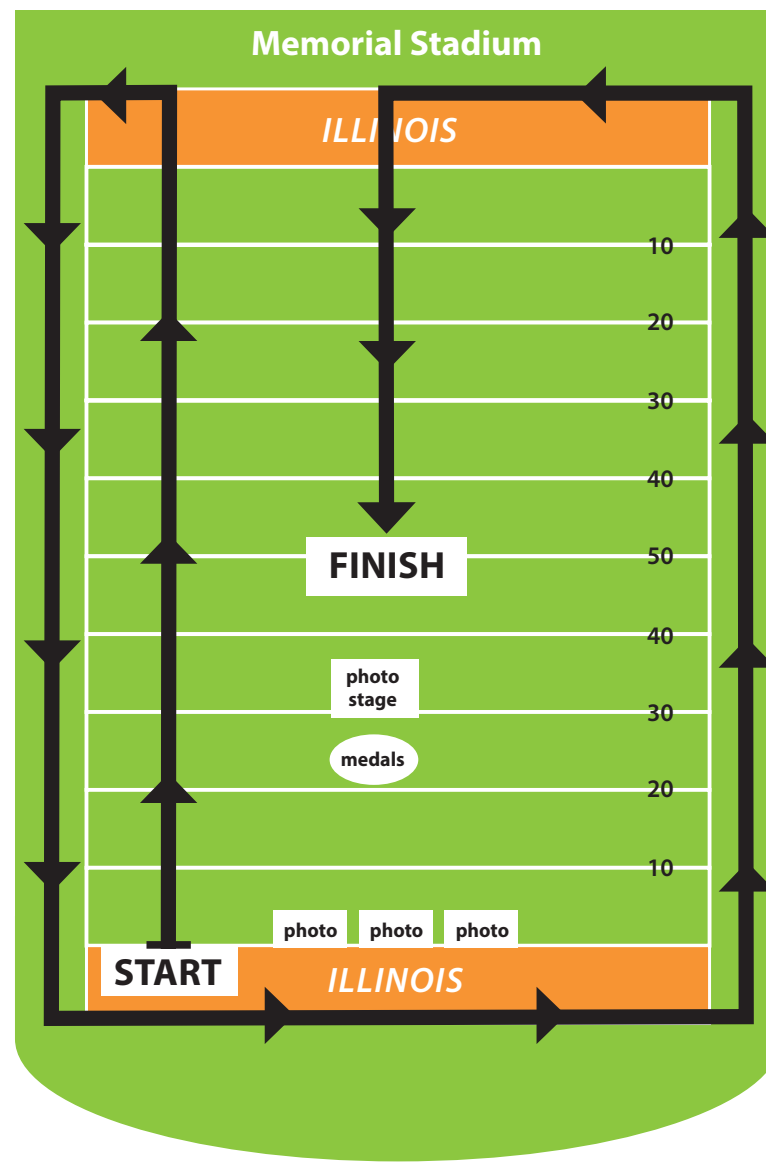 Memorial Stadium
ILLINOIS
10
20
30
40
50
FINISH
40
photo
stage
30
medals
20
10
photo photo photo
START
ILLINOIS